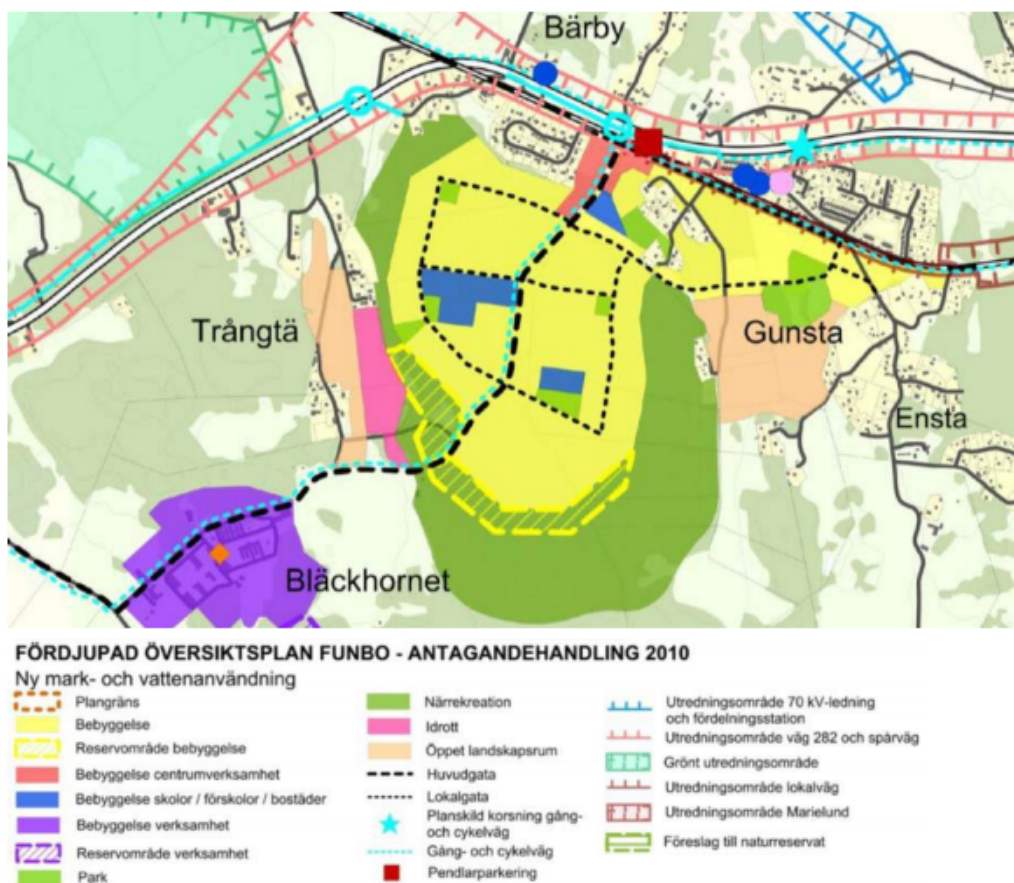 Bärby
Trångtä
Gunsta
Ensta
Bläckhornet
FÖRDJUPAD ÖVERSIKTSPLAN FUNBO - ANTAGANDEHANDLING 2010
Ny mark- och vattenanvändning
Plangräns
Bebyggelse
Reservområde bebyggelse
Bebyggelse centrumverksamhet
Bebyggelse skolor / förskolor / bostäder
Bebyggelse verksamhet
Reservområde verksamhet
Park
Närrekreation
Idrott
Öppet landskapsrum
Huvudgata
Lokalgata
Planskild korsning gång-
och cykelväg
Gång- och cykelväg
Pendlarparkering
Utredningsområde 70 kV-ledning
och fördelningsstation
Utredningsområde väg 282 och spårväg
Grönt utredningsområde
Utredningsområde lokalväg
Utredningsområde Marielund
Föreslag till naturreservat